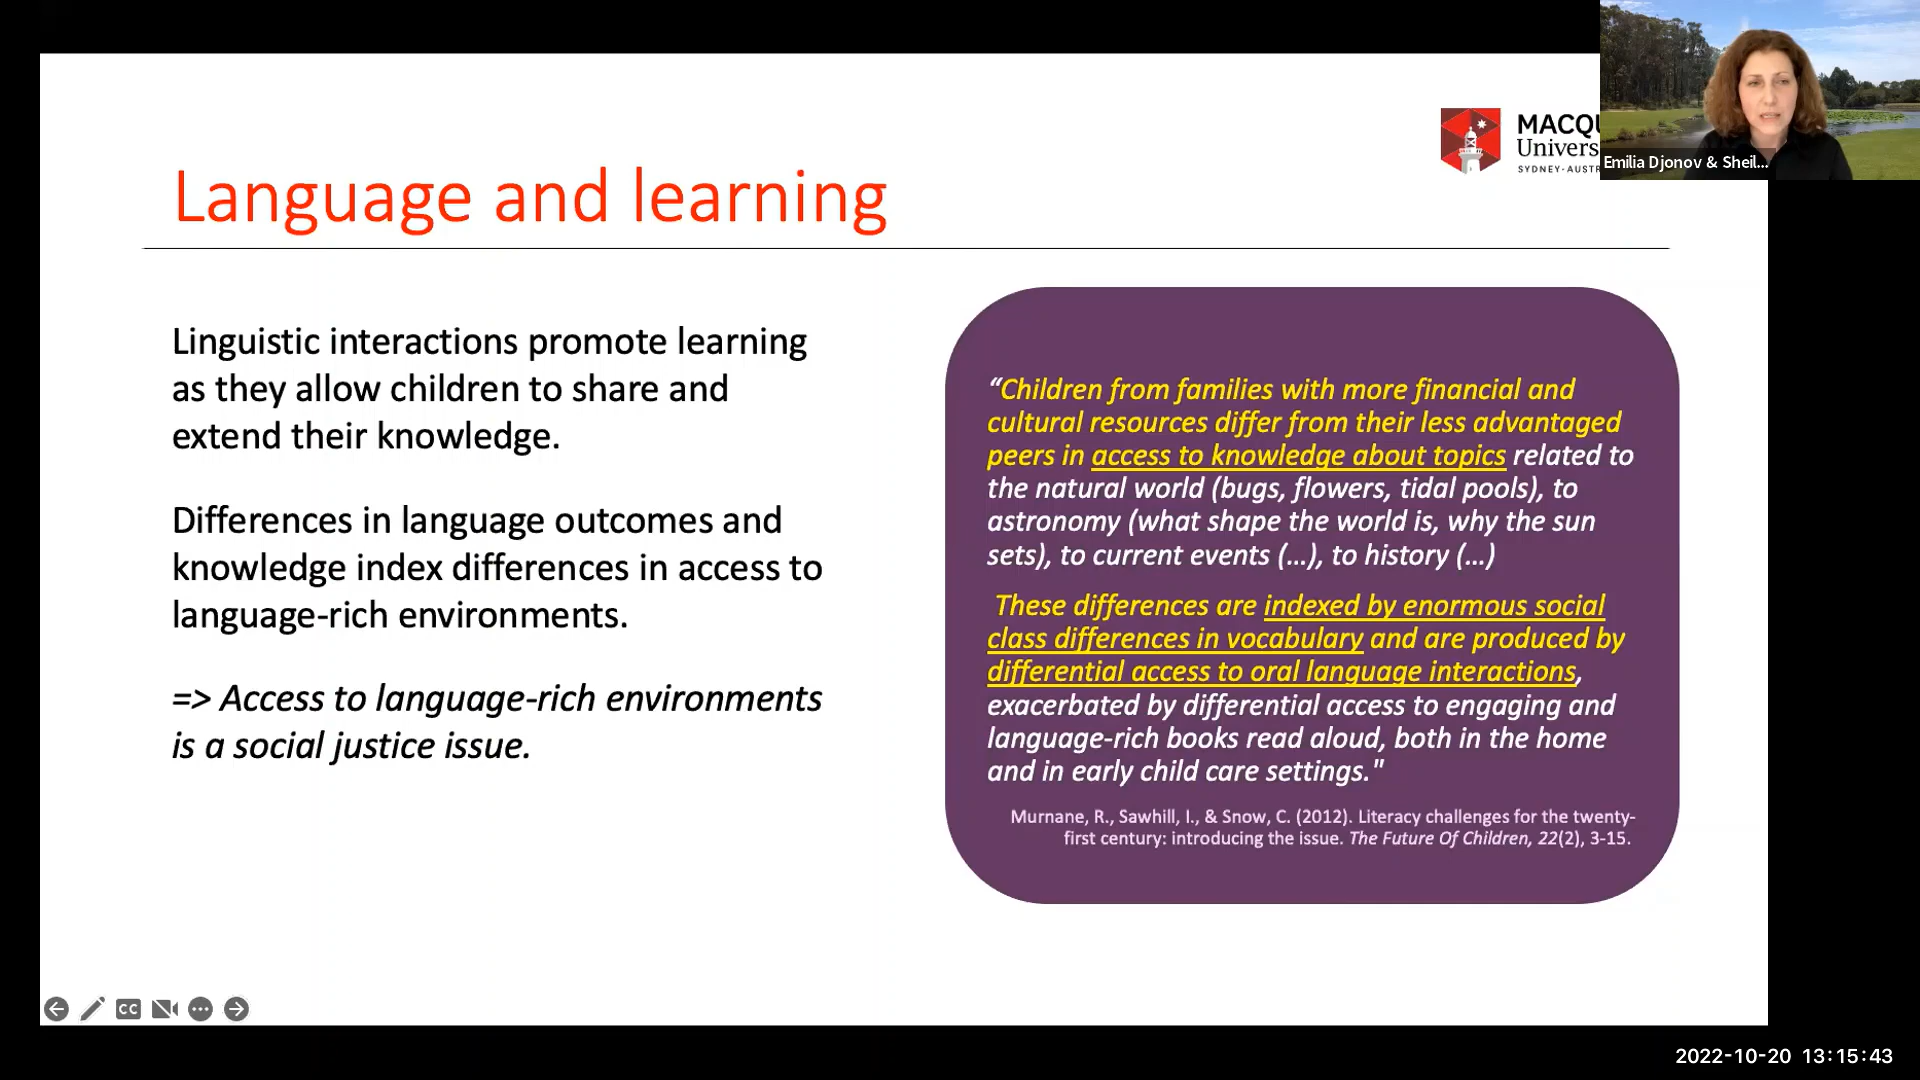 MACQU
Univers
SYDNEY·AUSTR
Emilia Djonov & Sheil...
Language and learning
Linguistic interactions promote learning
as they allow children to share and
extend their knowledge.
Differences in language outcomes and
knowledge index differences in access to
language-rich environments.
=> Access to language-rich environments
is a social justice issue.
“Children from families with more financial and
cultural resources differ from their less advantaged
peers in access to knowledge about topics related to
the natural world (bugs, flowers, tidal pools), to
astronomy (what shape the world is, why the sun
sets), to current events (…), to history (…)
These differences are indexed by enormous social
class differences in vocabulary and are produced by
differential access to oral language interactions,
exacerbated by differential access to engaging and
language-rich books read aloud, both in the home
and in early child care settings."
Murnane, R., Sawhill, I., & Snow, C. (2012). Literacy challenges for the twenty-
first century: introducing the issue. The Future Of Children, 22(2), 3-15.
CC
2022-10-20 13:15:43